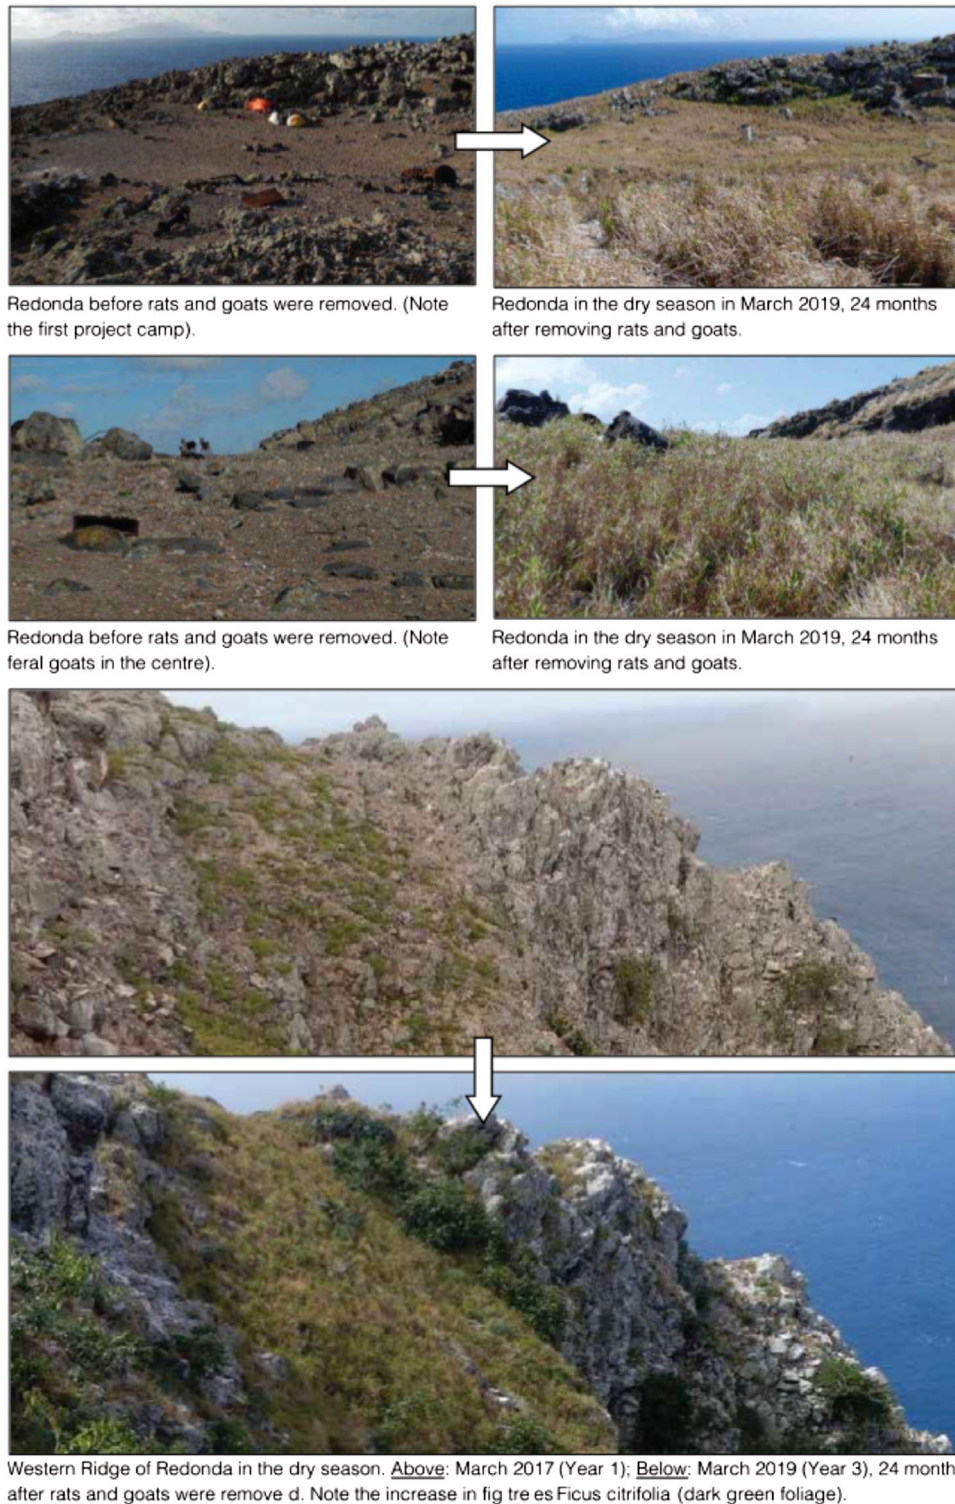 Redonda before rats and goats were removed. (Note
the first project camp).
Redonda in the dry season in March 2019, 24 months
after removing rats and goats.
Redonda before rats and goats were removed. (Note
feral goats in the centre).
Redonda in the dry season in March 2019, 24 months
after removing rats and goats.
Western Ridge of Redonda in the dry season. Above: March 2017 (Year 1); Below: March 2019 (Year 3), 24 month
after rats and goats were remove d. Note the increase in fig tre es Ficus citrifolia (dark green foliage).